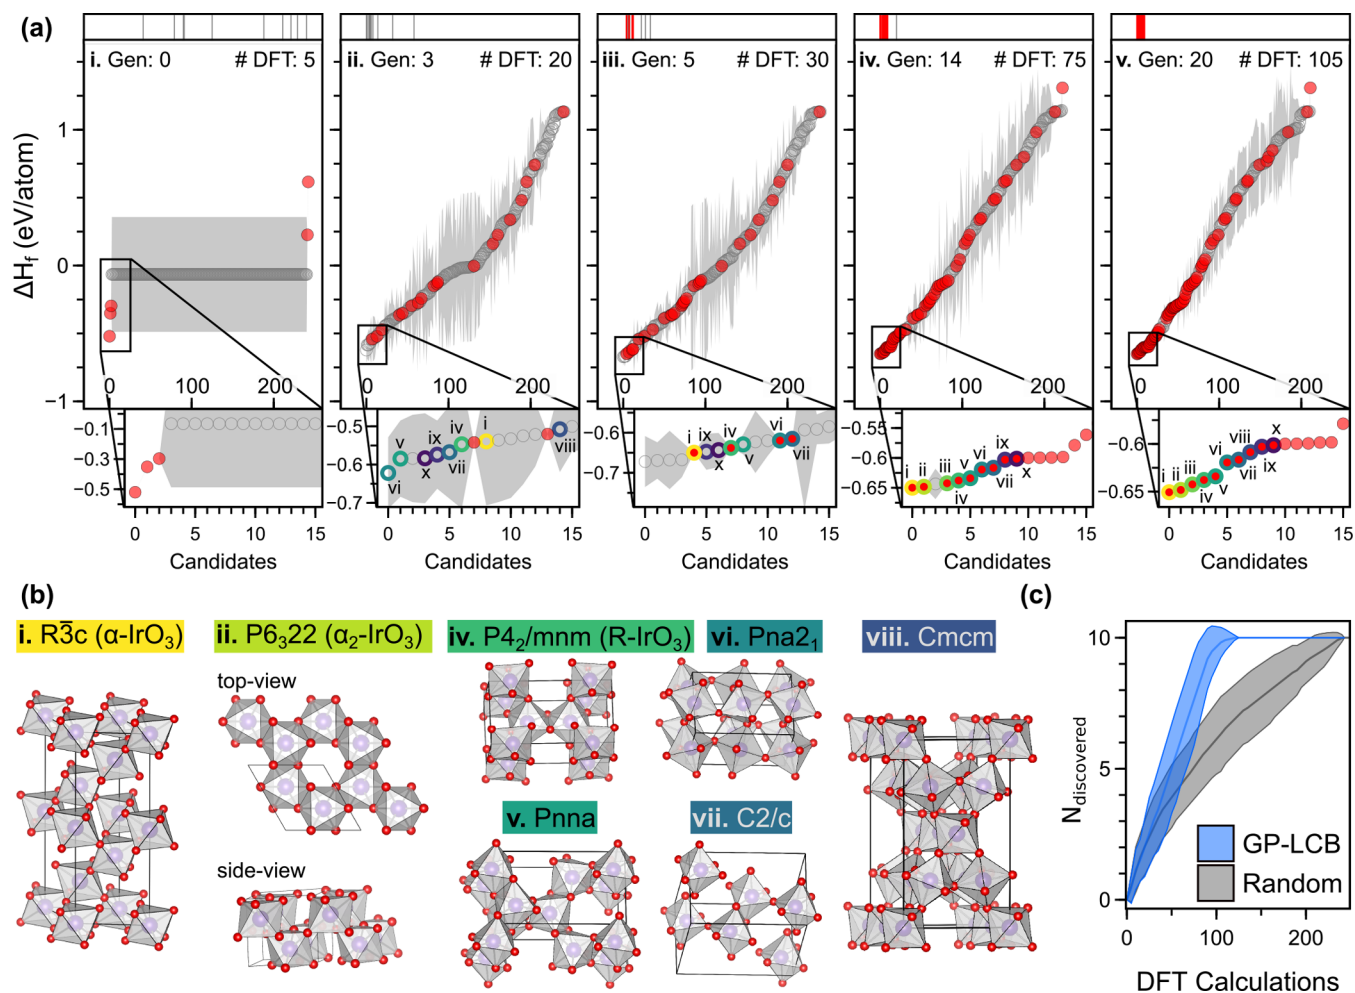 (a)
i. Gen: 0 # DFT: 5
ii. Gen: 3 # DFT: 20
iii. Gen: 5 # DFT: 30
iv. Gen: 14 # DFT: 75
v. Gen: 20 # DFT: 105
ΔH_f (eV/atom)
1
0
−1
0 100 200
0 100 200
0 100 200
0 100 200
0 100 200
−0.1
−0.3
−0.5
0 5 10 15
Candidates
−0.5
−0.6
−0.7
vi v x ix iv vii i viii
0 5 10 15
Candidates
−0.6
−0.7
i ix x iv v vi vii
0 5 10 15
Candidates
−0.55
−0.60
−0.65
i ii iii iv v vi vii viii ix x
0 5 10 15
Candidates
−0.6
−0.65
i ii iii iv v vi vii viii ix x
0 5 10 15
Candidates
(b)
i. R3̅c (α-IrO₃)
ii. P6₃22 (α₂-IrO₃)
iv. P4₂/mnm (R-IrO₃)
vi. Pna2₁
viii. Cmcm
top-view
side-view
v. Pnna
vii. C2/c
(c)
N_discovered
10
5
0
GP-LCB
Random
0 100 200
DFT Calculations